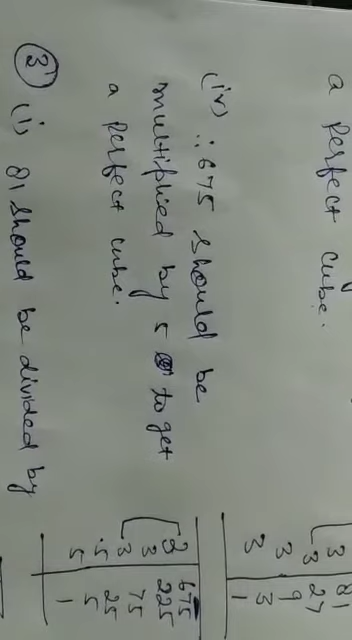 a perfect cube.
3 81
3 27
3 9
3 3
1
(iv) ∴ 675 should be
multiplied by 5 to get
a perfect cube.
3 675
3 225
3 75
5 25
5 5
1
③ (i) 81 should be divided by